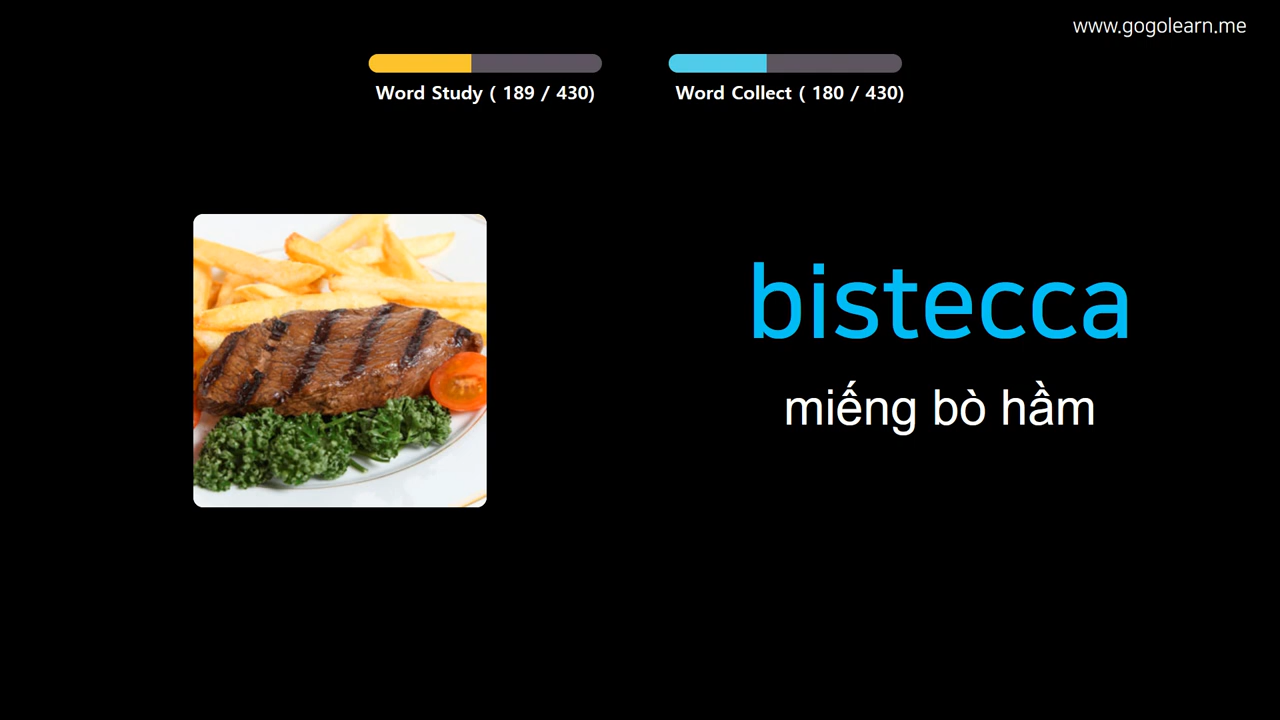 www.gogolearn.me
Word Study ( 189 / 430)
Word Collect ( 180 / 430)
bistecca
miếng bò hầm